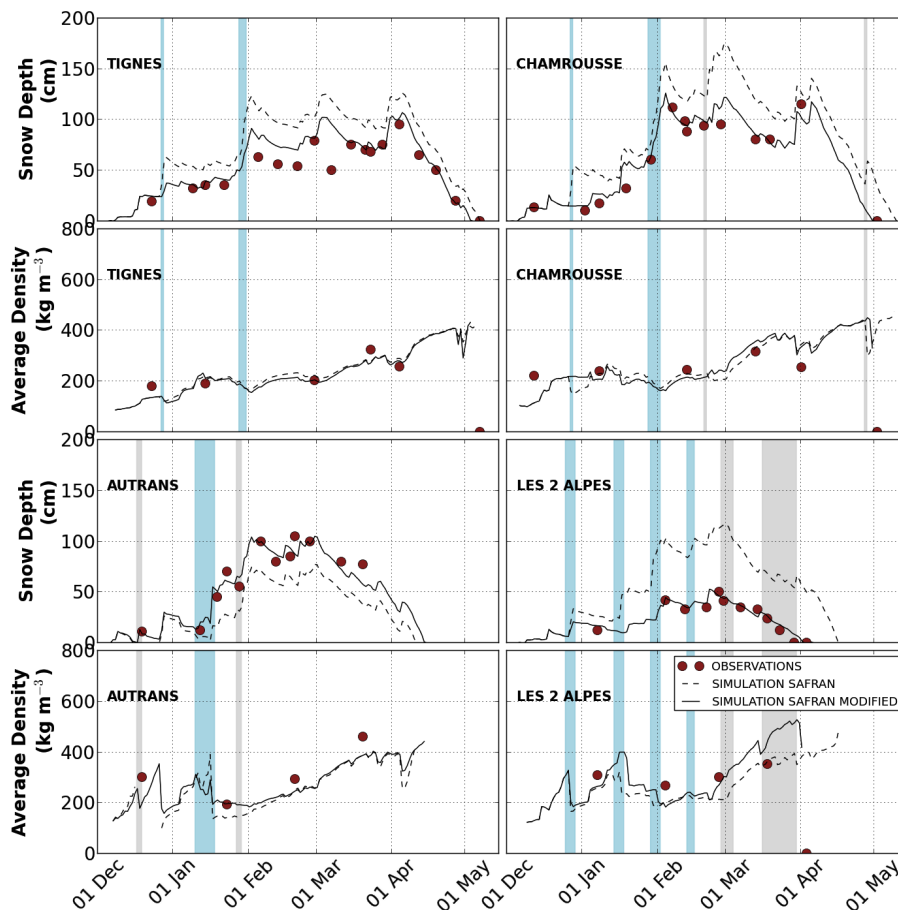 200
150
100
50
0
Snow Depth
(cm)
TIGNES
CHAMROUSSE
800
600
400
200
0
Average Density
(kg m⁻³)
TIGNES
CHAMROUSSE
200
150
100
50
0
Snow Depth
(cm)
AUTRANS
LES 2 ALPES
800
600
400
200
0
Average Density
(kg m⁻³)
AUTRANS
LES 2 ALPES
OBSERVATIONS
SIMULATION SAFRAN
SIMULATION SAFRAN MODIFIED
01 Dec
01 Jan
01 Feb
01 Mar
01 Apr
01 May
01 Dec
01 Jan
01 Feb
01 Mar
01 Apr
01 May